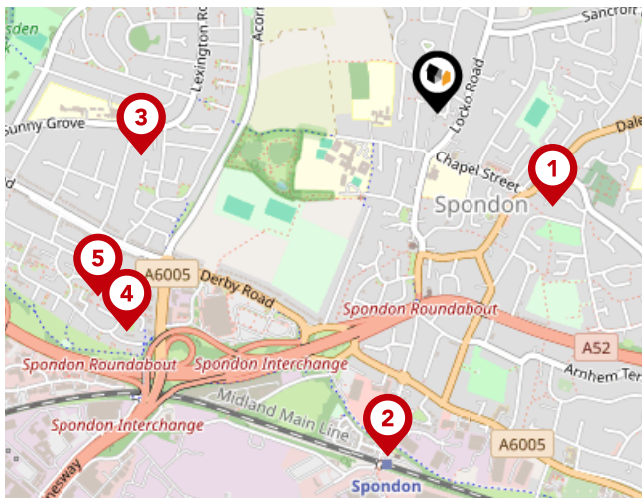 Sancroft R
Lexington Ro
Acorn
Locko Road
3
Sunny Grove
Dale
Chapel Street
1
Spondon
5
A6005
4
Derby Road
Spondon Roundabout
A52
Spondon Roundabout
Spondon Interchange
Arnhem Ter
Midland Main Line
2
Spondon Interchange
A6005
nesway
Spondon